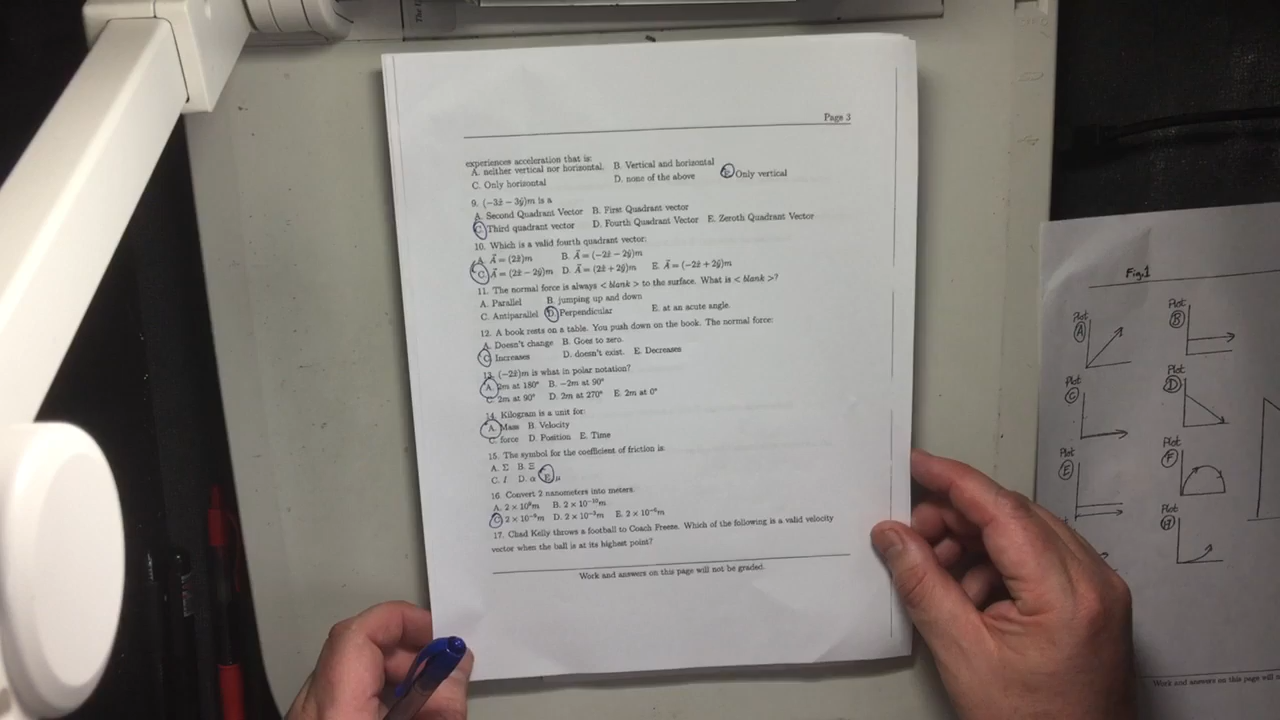 Page 3
experiences acceleration that is:
A. neither vertical nor horizontal. B. Vertical and horizontal
C. Only horizontal D. none of the above E. Only vertical
9. (−3x̂ − 3ŷ)m is a
A. Second Quadrant Vector B. First Quadrant vector
C. Third quadrant vector D. Fourth Quadrant Vector E. Zeroth Quadrant Vector
10. Which is a valid fourth quadrant vector:
A. A⃗ = (2x̂)m B. A⃗ = (−2x̂ − 2ŷ)m
C. A⃗ = (2x̂ − 2ŷ)m D. A⃗ = (2x̂ + 2ŷ)m E. A⃗ = (−2x̂ + 2ŷ)m
11. The normal force is always < blank > to the surface. What is < blank >?
A. Parallel B. jumping up and down
C. Antiparallel D. Perpendicular E. at an acute angle.
12. A book rests on a table. You push down on the book. The normal force:
A. Doesn't change B. Goes to zero.
C. Increases D. doesn't exist. E. Decreases
13. (−2x̂)m is what in polar notation?
A. 2m at 180° B. −2m at 90°
C. 2m at 90° D. 2m at 270° E. 2m at 0°
14. Kilogram is a unit for:
A. Mass B. Velocity
C. force D. Position E. Time
15. The symbol for the coefficient of friction is:
A. Σ B. Ξ
C. I D. α E. μ
16. Convert 2 nanometers into meters.
A. 2 × 10⁹m B. 2 × 10⁻¹⁰m
C. 2 × 10⁻⁹m D. 2 × 10⁻³m E. 2 × 10⁻⁶m
17. Chad Kelly throws a football to Coach Freeze. Which of the following is a valid velocity
vector when the ball is at its highest point?
Work and answers on this page will not be graded.
Fig.1
Plot A
Plot B
Plot C
Plot D
Plot E
Plot F
Plot H
Work and answers on this page will n